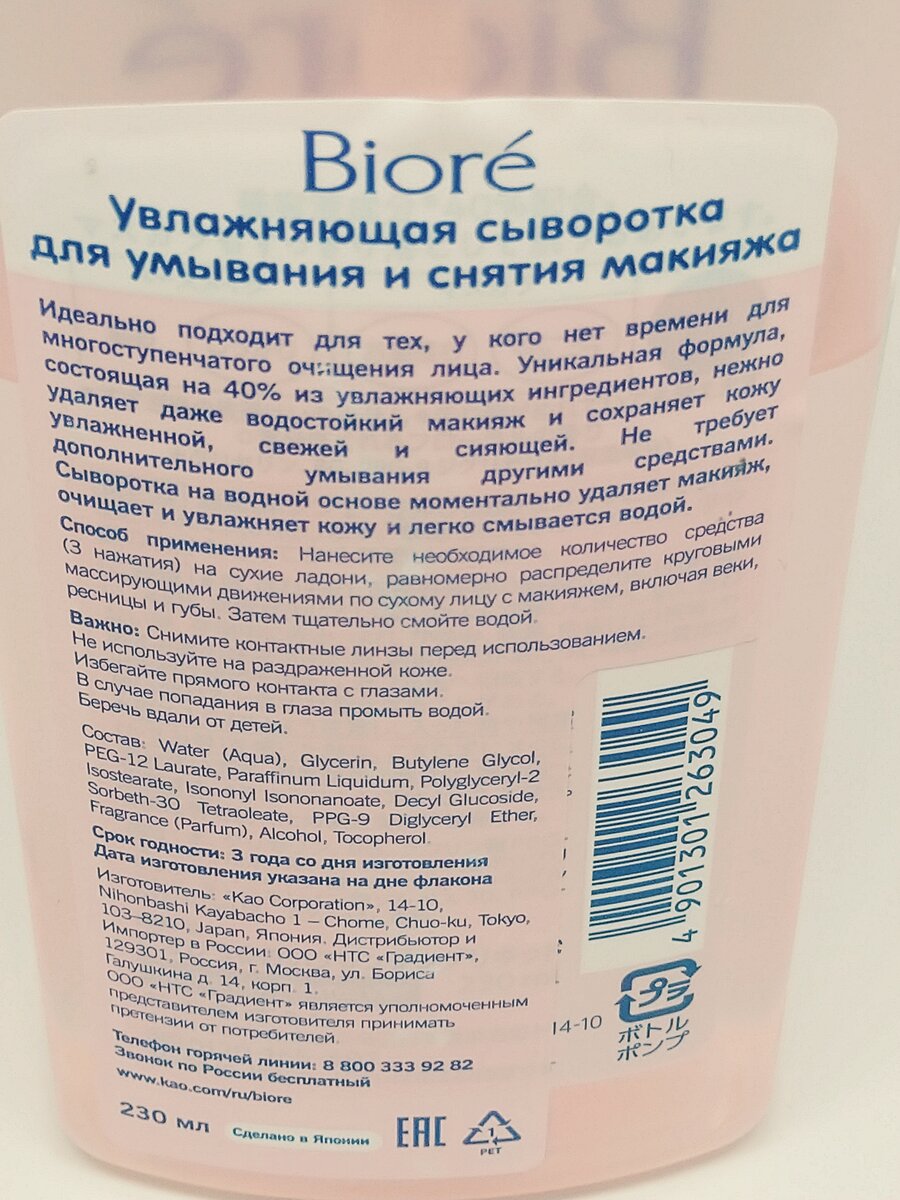 Bioré
Увлажняющая сыворотка
для умывания и снятия макияжа
Идеально подходит для тех, у кого нет времени для
многоступенчатого очищения лица. Уникальная формула,
состоящая на 40% из увлажняющих ингредиентов, нежно
удаляет даже водостойкий макияж и сохраняет кожу
увлажненной, свежей и сияющей. Не требует
дополнительного умывания другими средствами.
Сыворотка на водной основе моментально удаляет макияж,
очищает и увлажняет кожу и легко смывается водой.
Способ применения: Нанесите необходимое количество средства
(3 нажатия) на сухие ладони, равномерно распределите круговыми
массирующими движениями по сухому лицу с макияжем, включая веки,
ресницы и губы. Затем тщательно смойте водой.
Важно: Снимите контактные линзы перед использованием.
Не используйте на раздраженной коже.
Избегайте прямого контакта с глазами.
В случае попадания в глаза промыть водой.
Беречь вдали от детей.
Состав: Water (Aqua), Glycerin, Butylene Glycol,
PEG-12 Laurate, Paraffinum Liquidum, Polyglyceryl-2
Isostearate, Isononyl Isononanoate, Decyl Glucoside,
Sorbeth-30 Tetraoleate, PPG-9 Diglyceryl Ether,
Fragrance (Parfum), Alcohol, Tocopherol.
Срок годности: 3 года со дня изготовления
Дата изготовления указана на дне флакона
Изготовитель: «Kao Corporation», 14-10,
Nihonbashi Kayabacho 1 – Chome, Chuo-ku, Tokyo,
103-8210, Japan, Япония. Дистрибьютор и
Импортер в России: ООО «НТС «Градиент»,
129301, Россия, г. Москва, ул. Бориса
Галушкина д. 14, корп. 1.
ООО «НТС «Градиент» является уполномоченным
представителем изготовителя принимать
претензии от потребителей.
Телефон горячей линии: 8 800 333 92 82
Звонок по России бесплатный
www.kao.com/ru/biore
230 мл
Сделано в Японии
EAC
1
PET
4 901301 263049
プラ
14-10
ボトル
ポンプ